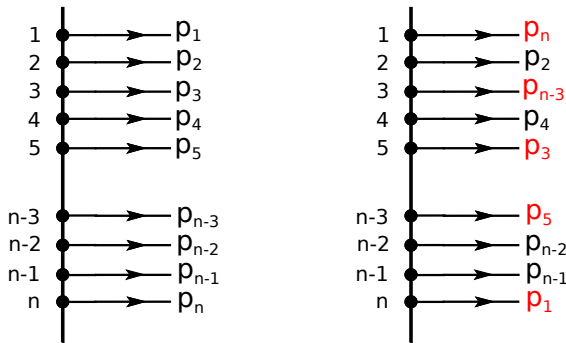 1 p₁ 1 pₙ
2 p₂ 2 p₂
3 p₃ 3 pₙ₋₃
4 p₄ 4 p₄
5 p₅ 5 p₃
n-3 pₙ₋₃ n-3 p₅
n-2 pₙ₋₂ n-2 pₙ₋₂
n-1 pₙ₋₁ n-1 pₙ₋₁
n pₙ n p₁